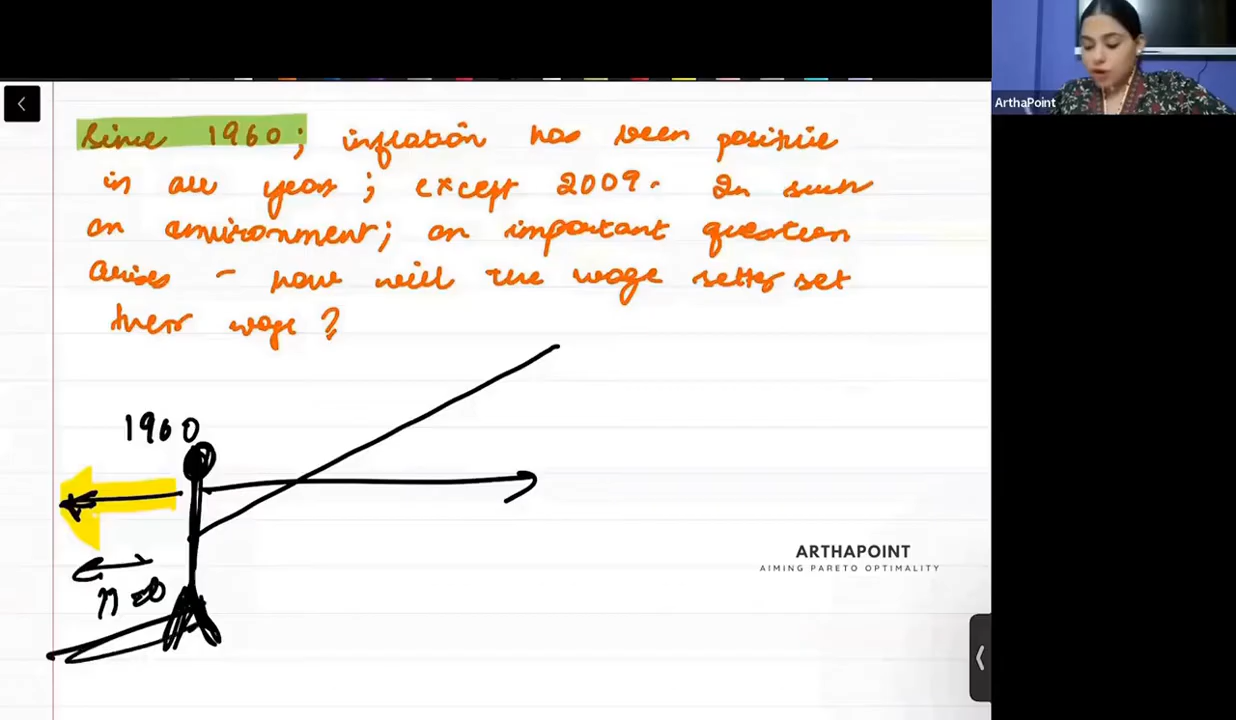 Since 1960; inflation has been positive
in all years; except 2009. In such
an environment; an important question
arises - how will the wage setters set
their wage ?
1960
π = 0
ArthaPoint
ARTHAPOINT
AIMING PARETO OPTIMALITY